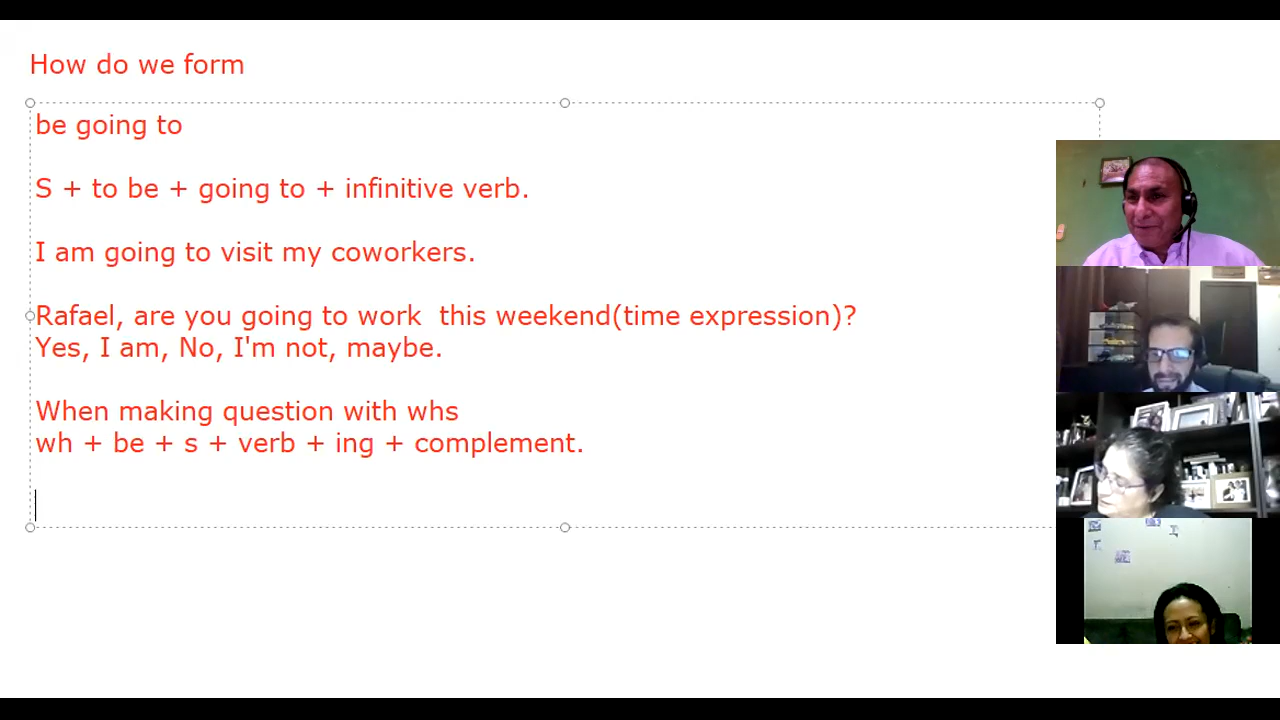 How do we form
be going to
S + to be + going to + infinitive verb.
I am going to visit my coworkers.
Rafael, are you going to work  this weekend(time expression)?
Yes, I am, No, I'm not, maybe.
When making question with whs
wh + be + s + verb + ing + complement.